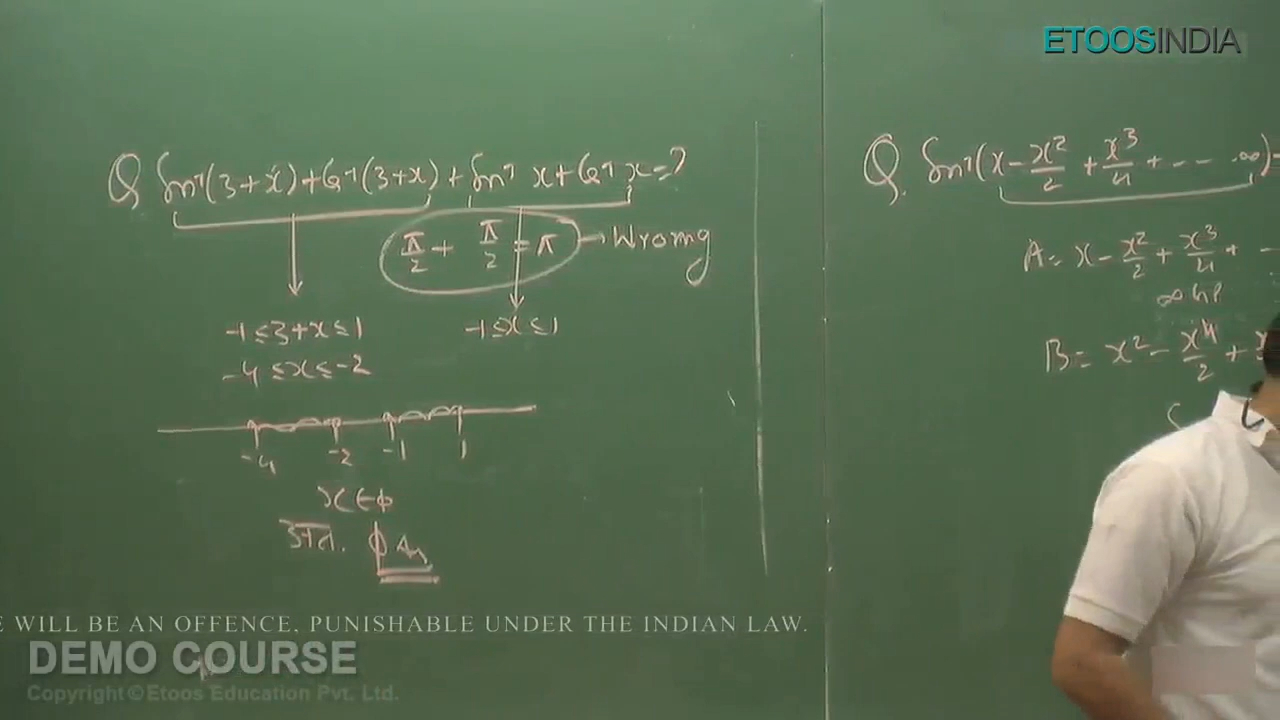 ETOOSINDIA
Q sin⁻¹(3+x)+cos⁻¹(3+x)+sin⁻¹ x+cos⁻¹ x=?
π/2 + π/2 = π → Wrong
-1≤3+x≤1
-1≤x≤1
-4≤x≤-2
-4 -2 -1 1
x∈ϕ
अतः ϕ Ans
Q. sin⁻¹(x-x²/2+x³/4+-- -∞)=
A= x-x²/2+x³/4+ -
∞ GP
B= x²-x⁴/2+
E WILL BE AN OFFENCE, PUNISHABLE UNDER THE INDIAN LAW.
DEMO COURSE
Copyright©Etoos Education Pvt. Ltd.